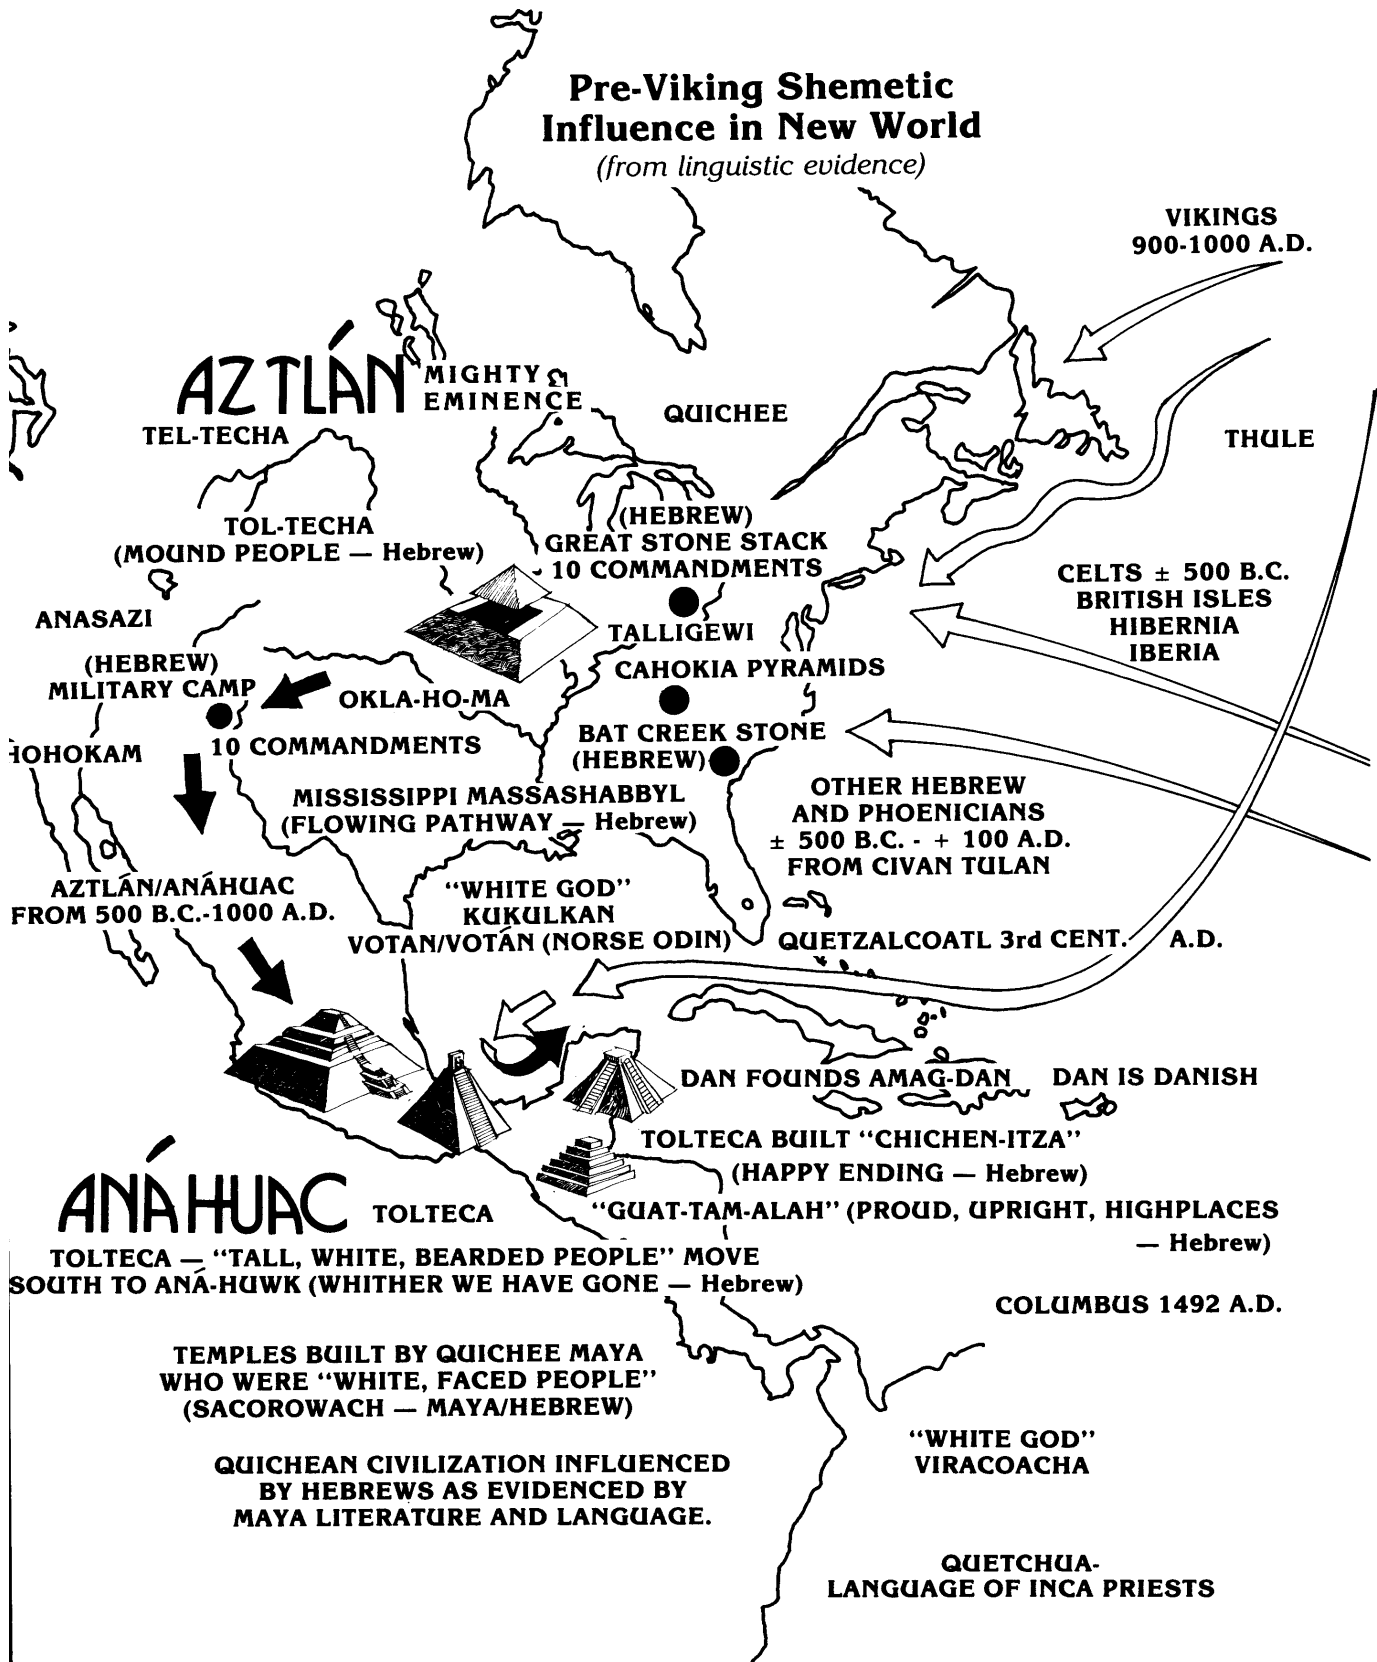 Pre-Viking Shemetic
Influence in New World
(from linguistic evidence)
VIKINGS
900-1000 A.D.
AZTLÁN
MIGHTY
EMINENCE
QUICHEE
TEL-TECHA
THULE
TOL-TECHA
(MOUND PEOPLE — Hebrew)
(HEBREW)
GREAT STONE STACK
10 COMMANDMENTS
CELTS ± 500 B.C.
BRITISH ISLES
HIBERNIA
IBERIA
ANASAZI
TALLIGEWI
(HEBREW)
MILITARY CAMP
CAHOKIA PYRAMIDS
OKLA-HO-MA
BAT CREEK STONE
(HEBREW)
HOHOKAM
10 COMMANDMENTS
OTHER HEBREW
AND PHOENICIANS
± 500 B.C. - + 100 A.D.
FROM CIVAN TULAN
MISSISSIPPI MASSASHABBYL
(FLOWING PATHWAY — Hebrew)
AZTLÁN/ANÁHUAC
FROM 500 B.C.-1000 A.D.
“WHITE GOD”
KUKULKAN
VOTAN/VOTÁN (NORSE ODIN)
QUETZALCOATL 3rd CENT. A.D.
DAN FOUNDS AMAG-DAN
DAN IS DANISH
TOLTECA BUILT “CHICHEN-ITZA”
(HAPPY ENDING — Hebrew)
ANÁHUAC
TOLTECA
“GUAT-TAM-ALAH” (PROUD, UPRIGHT, HIGHPLACES
— Hebrew)
TOLTECA — “TALL, WHITE, BEARDED PEOPLE” MOVE
SOUTH TO ANÁ-HUWK (WHITHER WE HAVE GONE — Hebrew)
COLUMBUS 1492 A.D.
TEMPLES BUILT BY QUICHEE MAYA
WHO WERE “WHITE, FACED PEOPLE”
(SACOROWACH — MAYA/HEBREW)
“WHITE GOD”
VIRACOACHA
QUICHEAN CIVILIZATION INFLUENCED
BY HEBREWS AS EVIDENCED BY
MAYA LITERATURE AND LANGUAGE.
QUETCHUA-
LANGUAGE OF INCA PRIESTS